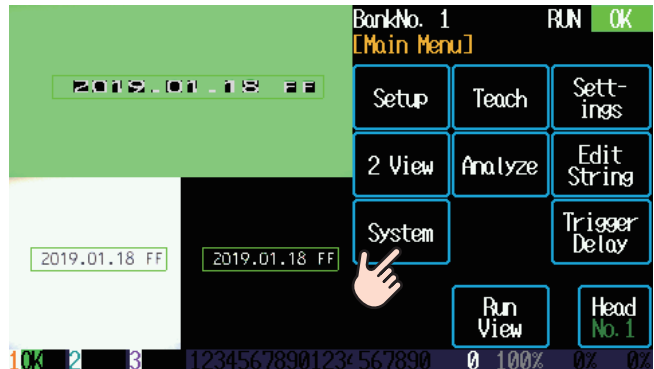 BankNo. 1 RUN OK
[Main Menu]
2019.01.18 FF
Setup Teach Sett-
ings
2 View Analyze Edit
String
System Trigger
Delay
2019.01.18 FF 2019.01.18 FF
Run
View Head
No.1
1OK 2 3 12345678901234567890 0 100% 0% 0%